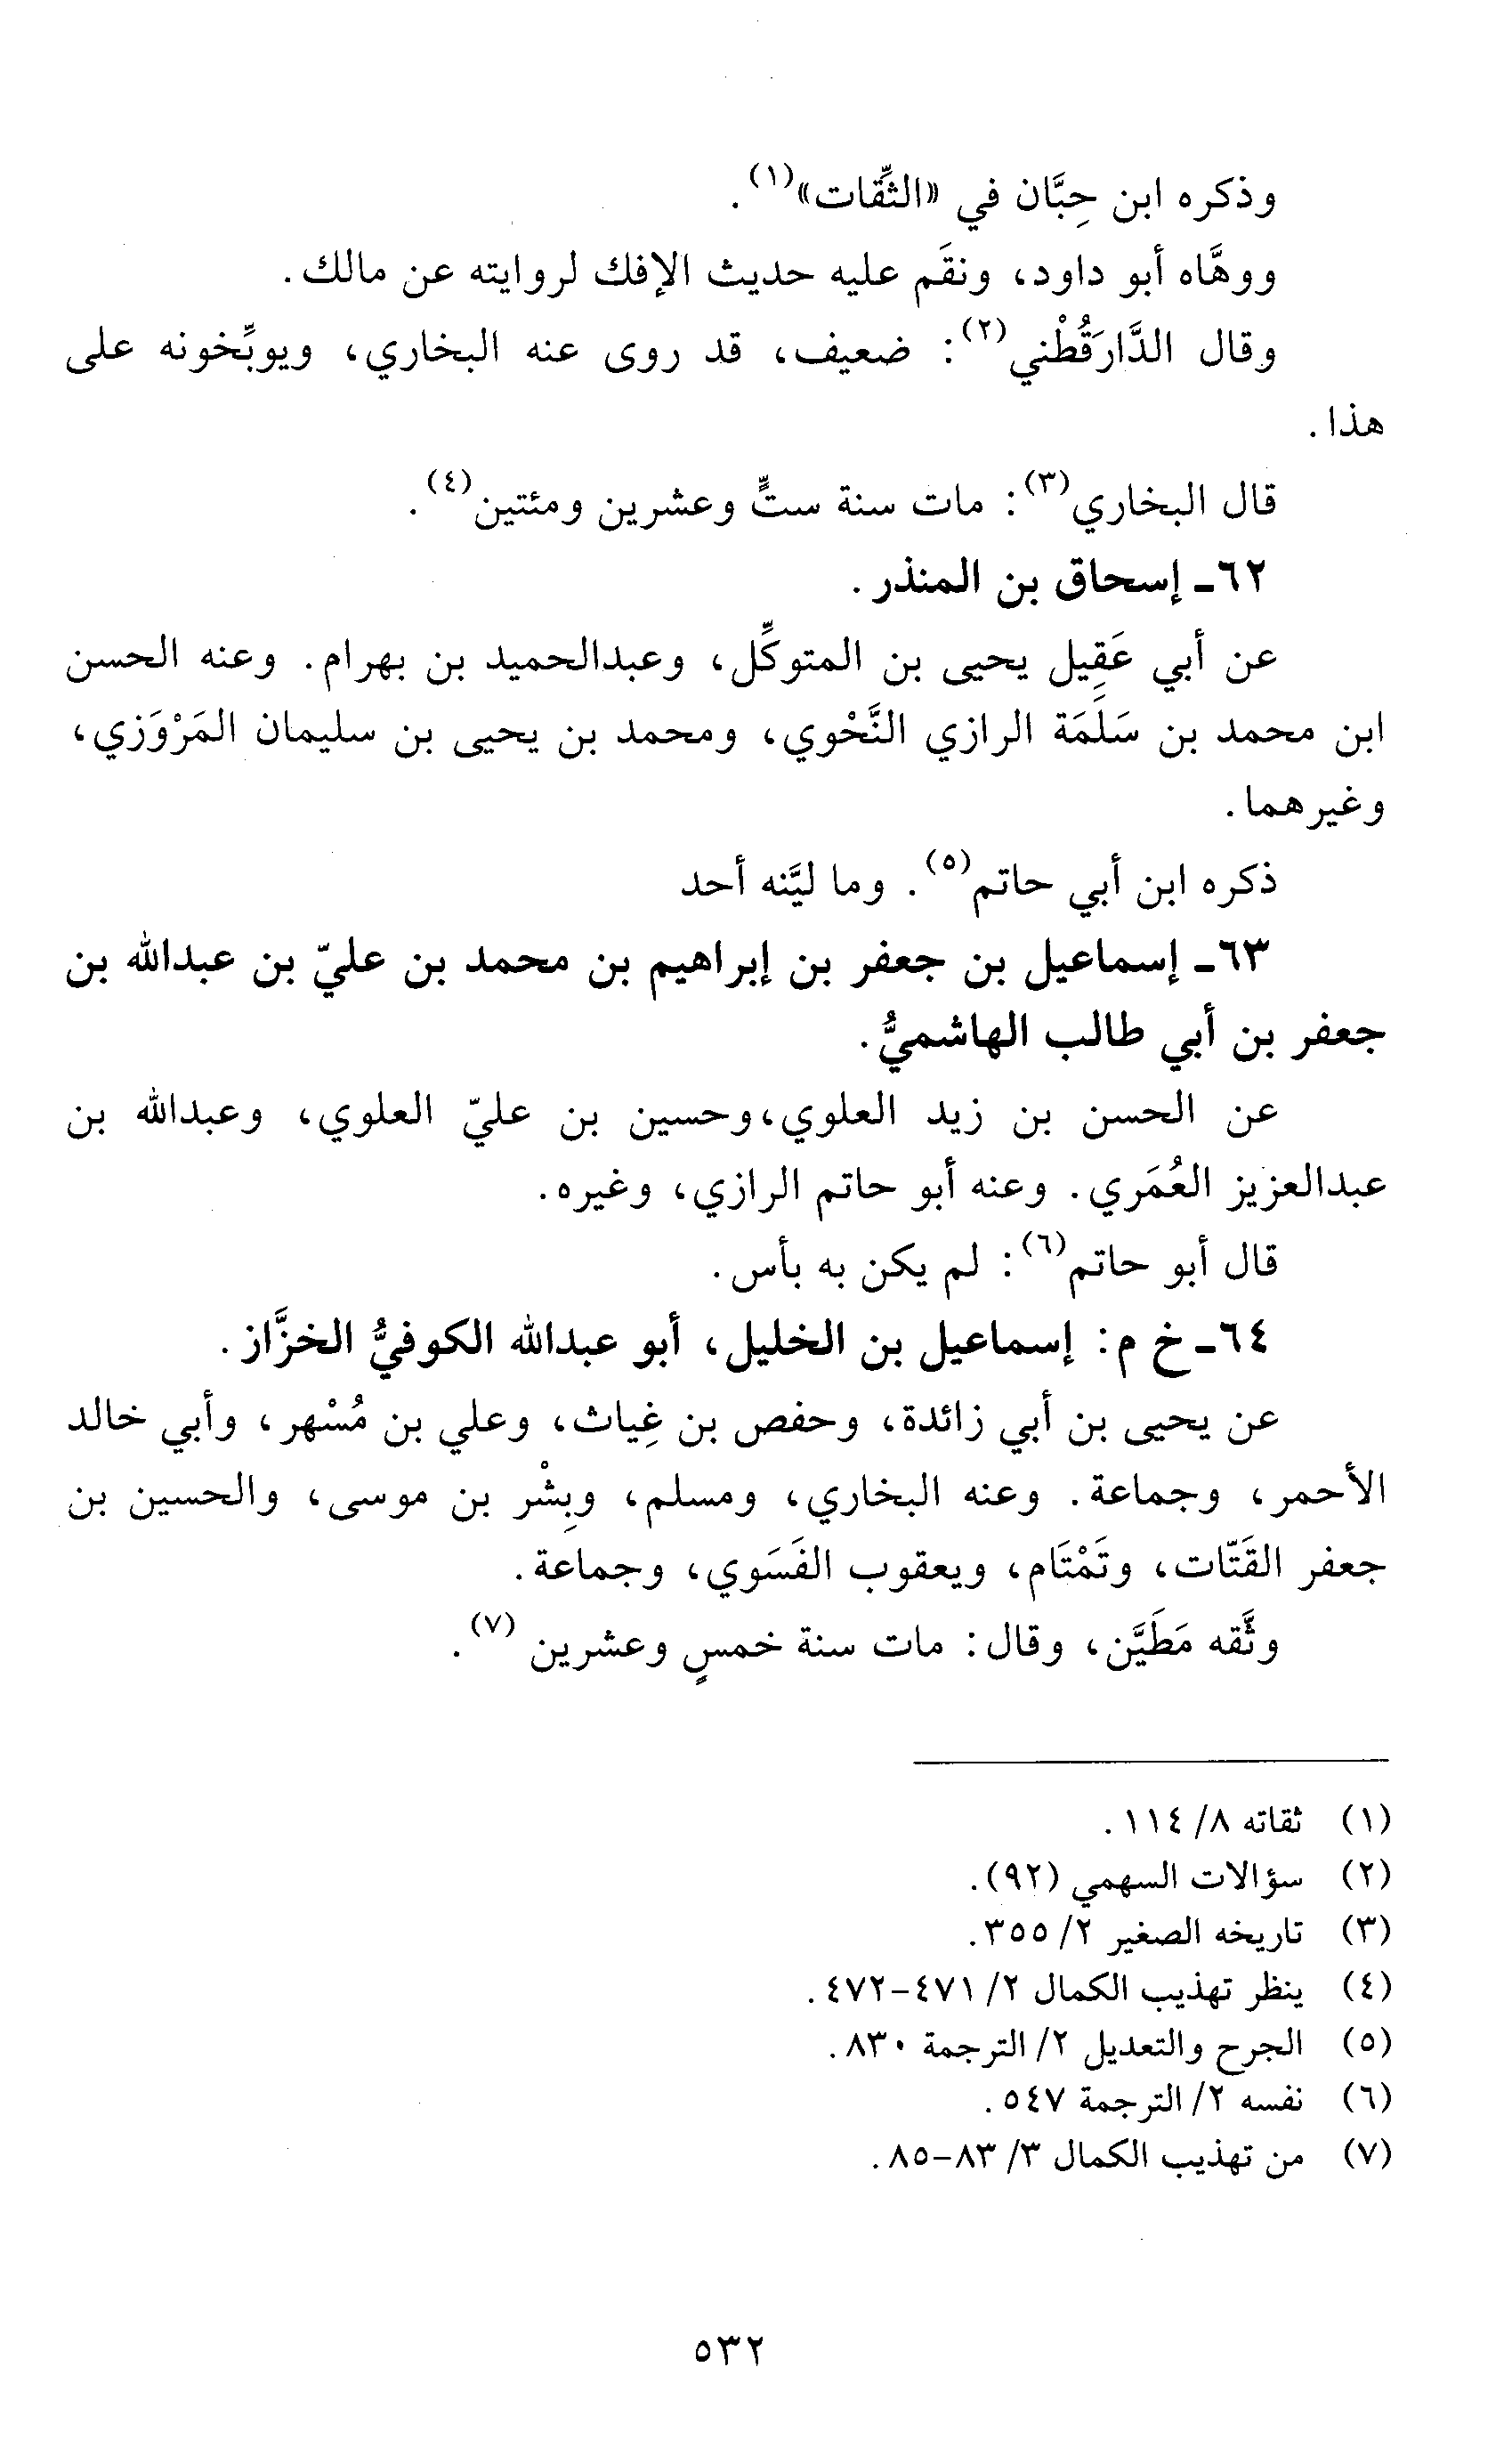 وذكره ابن حِبَّان في «الثِّقات»(١).
ووهَّاه أبو داود، ونقَم عليه حديث الإفك لروايته عن مالك.
وقال الدَّارَقُطْني(٢): ضعيف، قد روى عنه البخاري، ويوبِّخونه على
هذا.
قال البخاري(٣): مات سنة ستٍّ وعشرين ومئتين(٤).
٦٢- إسحاق بن المنذر.
عن أبي عَقِيل يحيى بن المتوكِّل، وعبدالحميد بن بهرام. وعنه الحسن
ابن محمد بن سَلَمَة الرازي النَّحْوي، ومحمد بن يحيى بن سليمان المَرْوَزي،
وغيرهما.
ذكره ابن أبي حاتم(٥). وما ليَّنه أحد
٦٣- إسماعيل بن جعفر بن إبراهيم بن محمد بن عليّ بن عبدالله بن
جعفر بن أبي طالب الهاشميُّ.
عن الحسن بن زيد العلوي،وحسين بن عليّ العلوي، وعبدالله بن
عبدالعزيز العُمَري. وعنه أبو حاتم الرازي، وغيره.
قال أبو حاتم(٦): لم يكن به بأس.
٦٤- خ م: إسماعيل بن الخليل، أبو عبدالله الكوفيُّ الخزَّاز.
عن يحيى بن أبي زائدة، وحفص بن غِياث، وعلي بن مُسْهر، وأبي خالد
الأحمر، وجماعة. وعنه البخاري، ومسلم، وبِشْر بن موسى، والحسين بن
جعفر القَتّات، وتَمْتَام، ويعقوب الفَسَوي، وجماعة.
وثَّقه مَطَيَّن، وقال: مات سنة خمسٍ وعشرين (٧).
(١) ثقاته ٨/ ١١٤.
(٢) سؤالات السهمي (٩٢).
(٣) تاريخه الصغير ٢/ ٣٥٥.
(٤) ينظر تهذيب الكمال ٢/ ٤٧١-٤٧٢.
(٥) الجرح والتعديل ٢/ الترجمة ٨٣٠.
(٦) نفسه ٢/ الترجمة ٥٤٧.
(٧) من تهذيب الكمال ٣/ ٨٣-٨٥.
٥٣٢